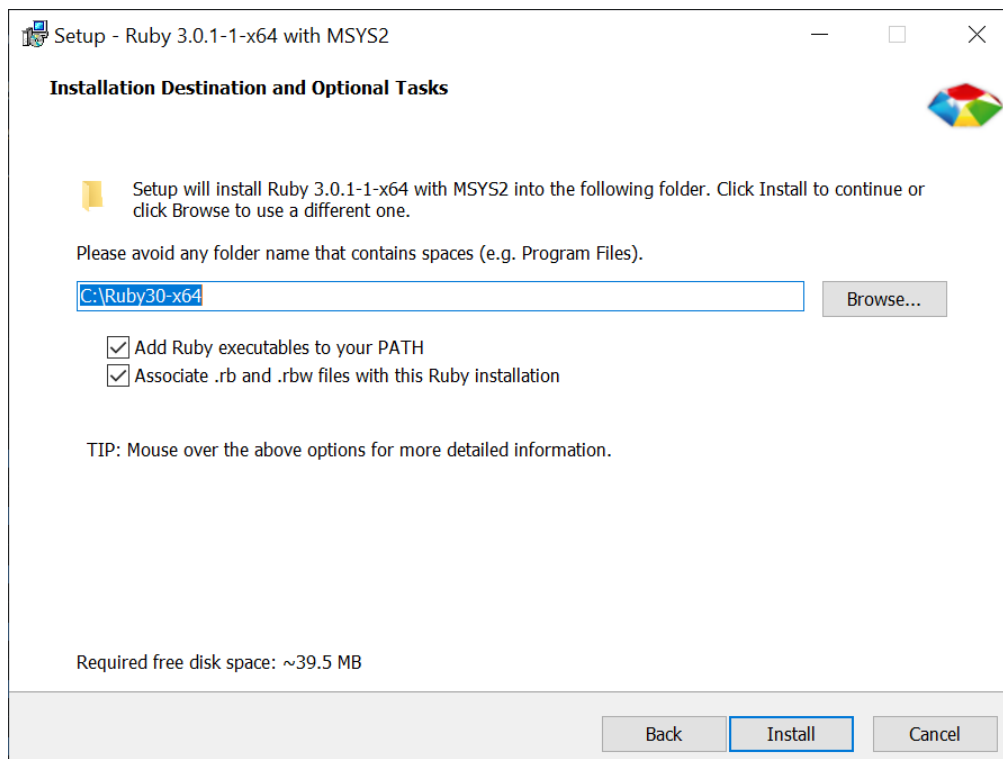 Setup - Ruby 3.0.1-1-x64 with MSYS2
Installation Destination and Optional Tasks
Setup will install Ruby 3.0.1-1-x64 with MSYS2 into the following folder. Click Install to continue or
click Browse to use a different one.
Please avoid any folder name that contains spaces (e.g. Program Files).
C:\Ruby30-x64
Browse...
Add Ruby executables to your PATH
Associate .rb and .rbw files with this Ruby installation
TIP: Mouse over the above options for more detailed information.
Required free disk space: ~39.5 MB
Back Install Cancel